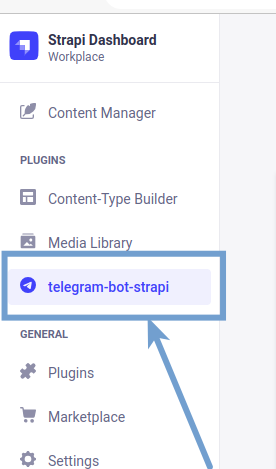 Strapi Dashboard
Workplace
Content Manager
PLUGINS
Content-Type Builder
Media Library
telegram-bot-strapi
GENERAL
Plugins
Marketplace
Settings